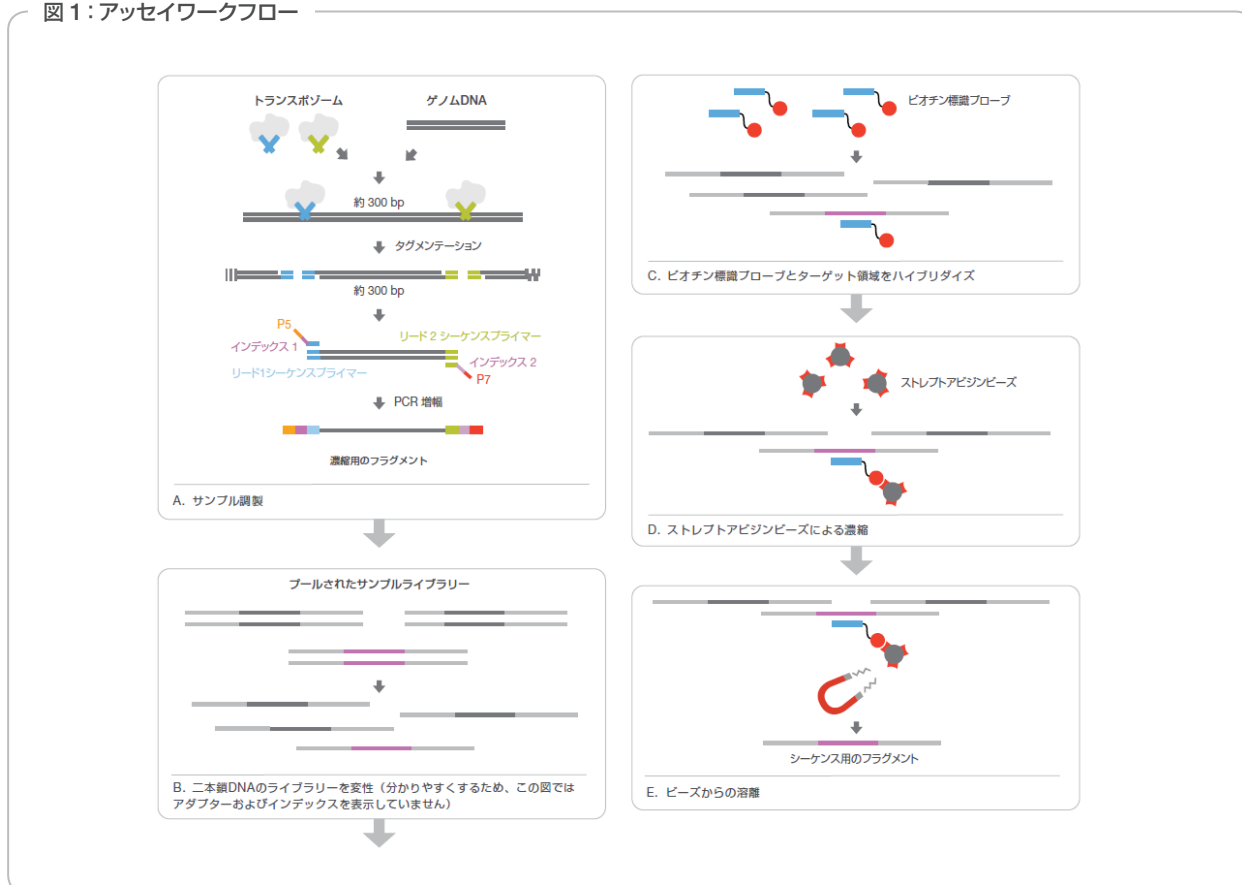 図 1：アッセイワークフロー
トランスポゾーム
ゲノムDNA
約 300 bp
タグメンテーション
約 300 bp
P5
インデックス 1
リード 2 シーケンスプライマー
リード1シーケンスプライマー
インデックス 2
P7
PCR 増幅
濃縮用のフラグメント
A. サンプル調製
プールされたサンプルライブラリー
B. 二本鎖DNAのライブラリーを変性（分かりやすくするため、この図では
アダプターおよびインデックスを表示していません）
ビオチン標識プローブ
C. ビオチン標識プローブとターゲット領域をハイブリダイズ
ストレプトアビジンビーズ
D. ストレプトアビジンビーズによる濃縮
シーケンス用のフラグメント
E. ビーズからの溶離